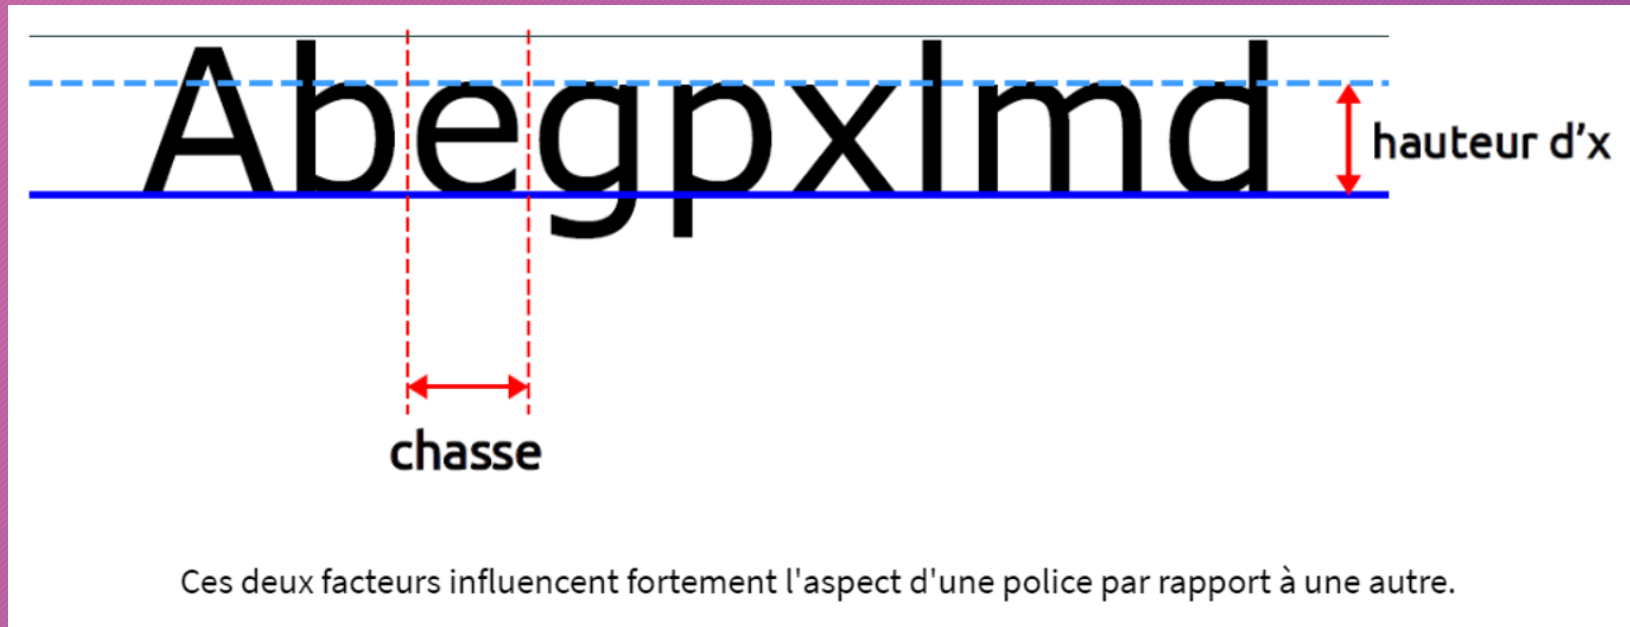 Abegpxlmd
hauteur d’x
chasse
Ces deux facteurs influencent fortement l'aspect d'une police par rapport à une autre.